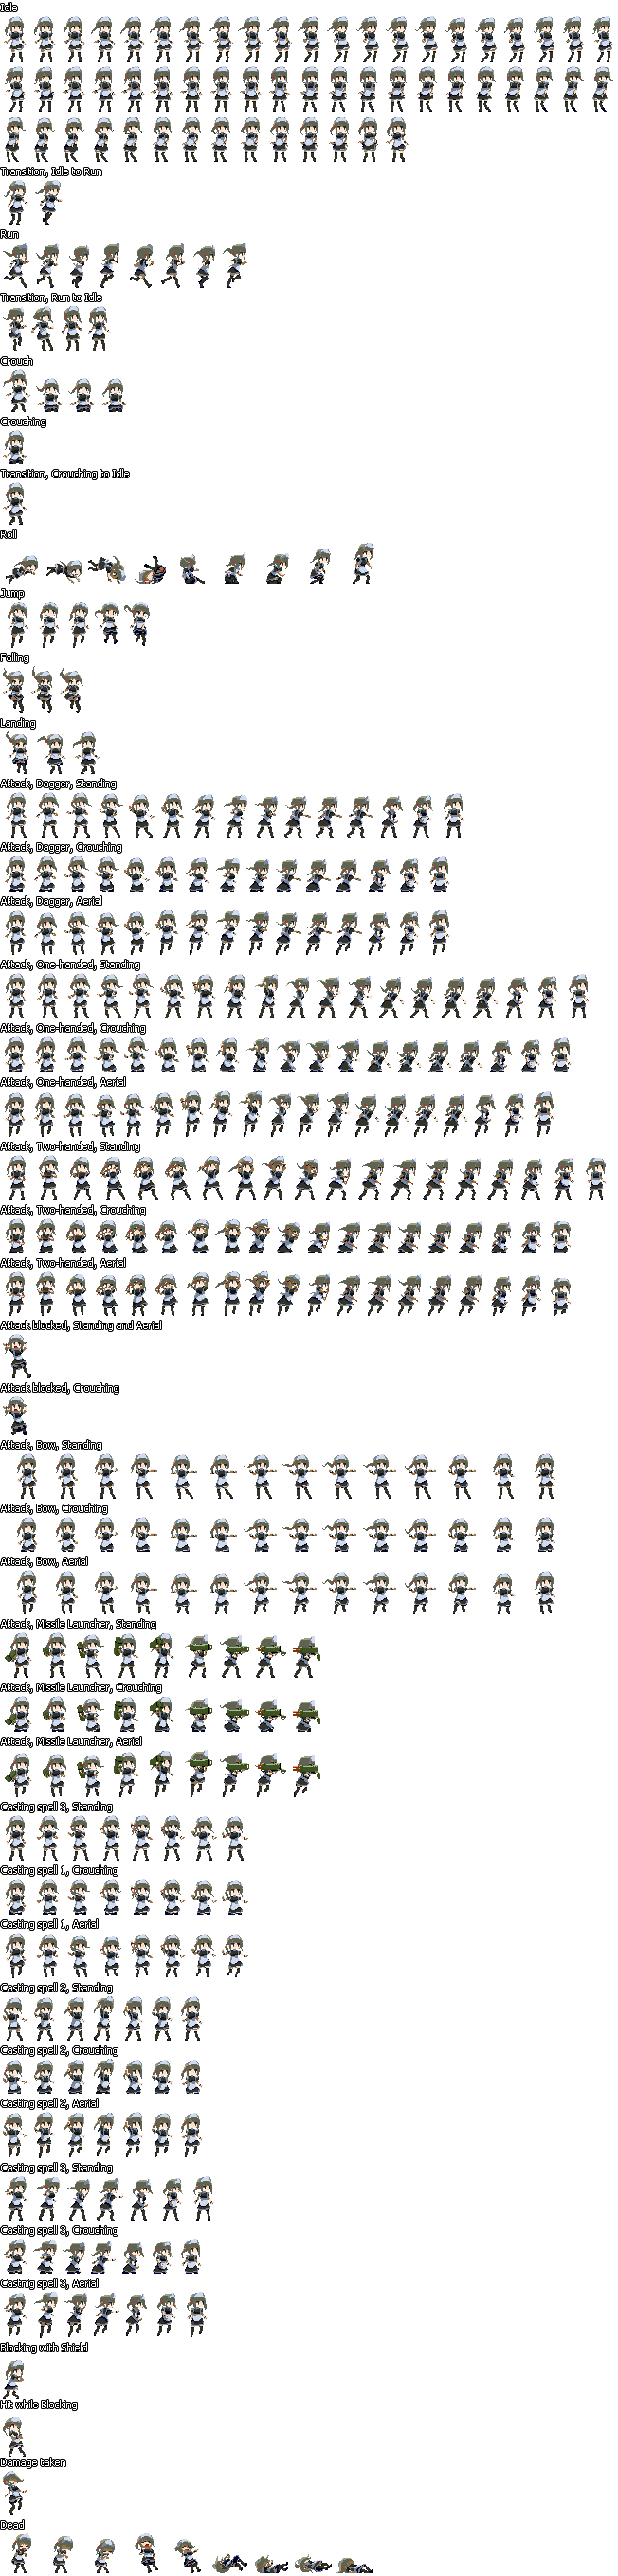 Idle
Transition, Idle to Run
Run
Transition, Run to Idle
Crouch
Crouching
Transition, Crouching to Idle
Roll
Jump
Falling
Landing
Attack, Dagger, Standing
Attack, Dagger, Crouching
Attack, Dagger, Aerial
Attack, One-handed, Standing
Attack, One-handed, Crouching
Attack, One-handed, Aerial
Attack, Two-handed, Standing
Attack, Two-handed, Crouching
Attack, Two-handed, Aerial
Attack blocked, Standing and Aerial
Attack blocked, Crouching
Attack, Bow, Standing
Attack, Bow, Crouching
Attack, Bow, Aerial
Attack, Missile Launcher, Standing
Attack, Missile Launcher, Crouching
Attack, Missile Launcher, Aerial
Casting spell 3, Standing
Casting spell 1, Crouching
Casting spell 1, Aerial
Casting spell 2, Standing
Casting spell 2, Crouching
Casting spell 2, Aerial
Casting spell 3, Standing
Casting spell 3, Crouching
Castnig spell 3, Aerial
Blocking with Shield
Hit while Blocking
Damage taken
Dead